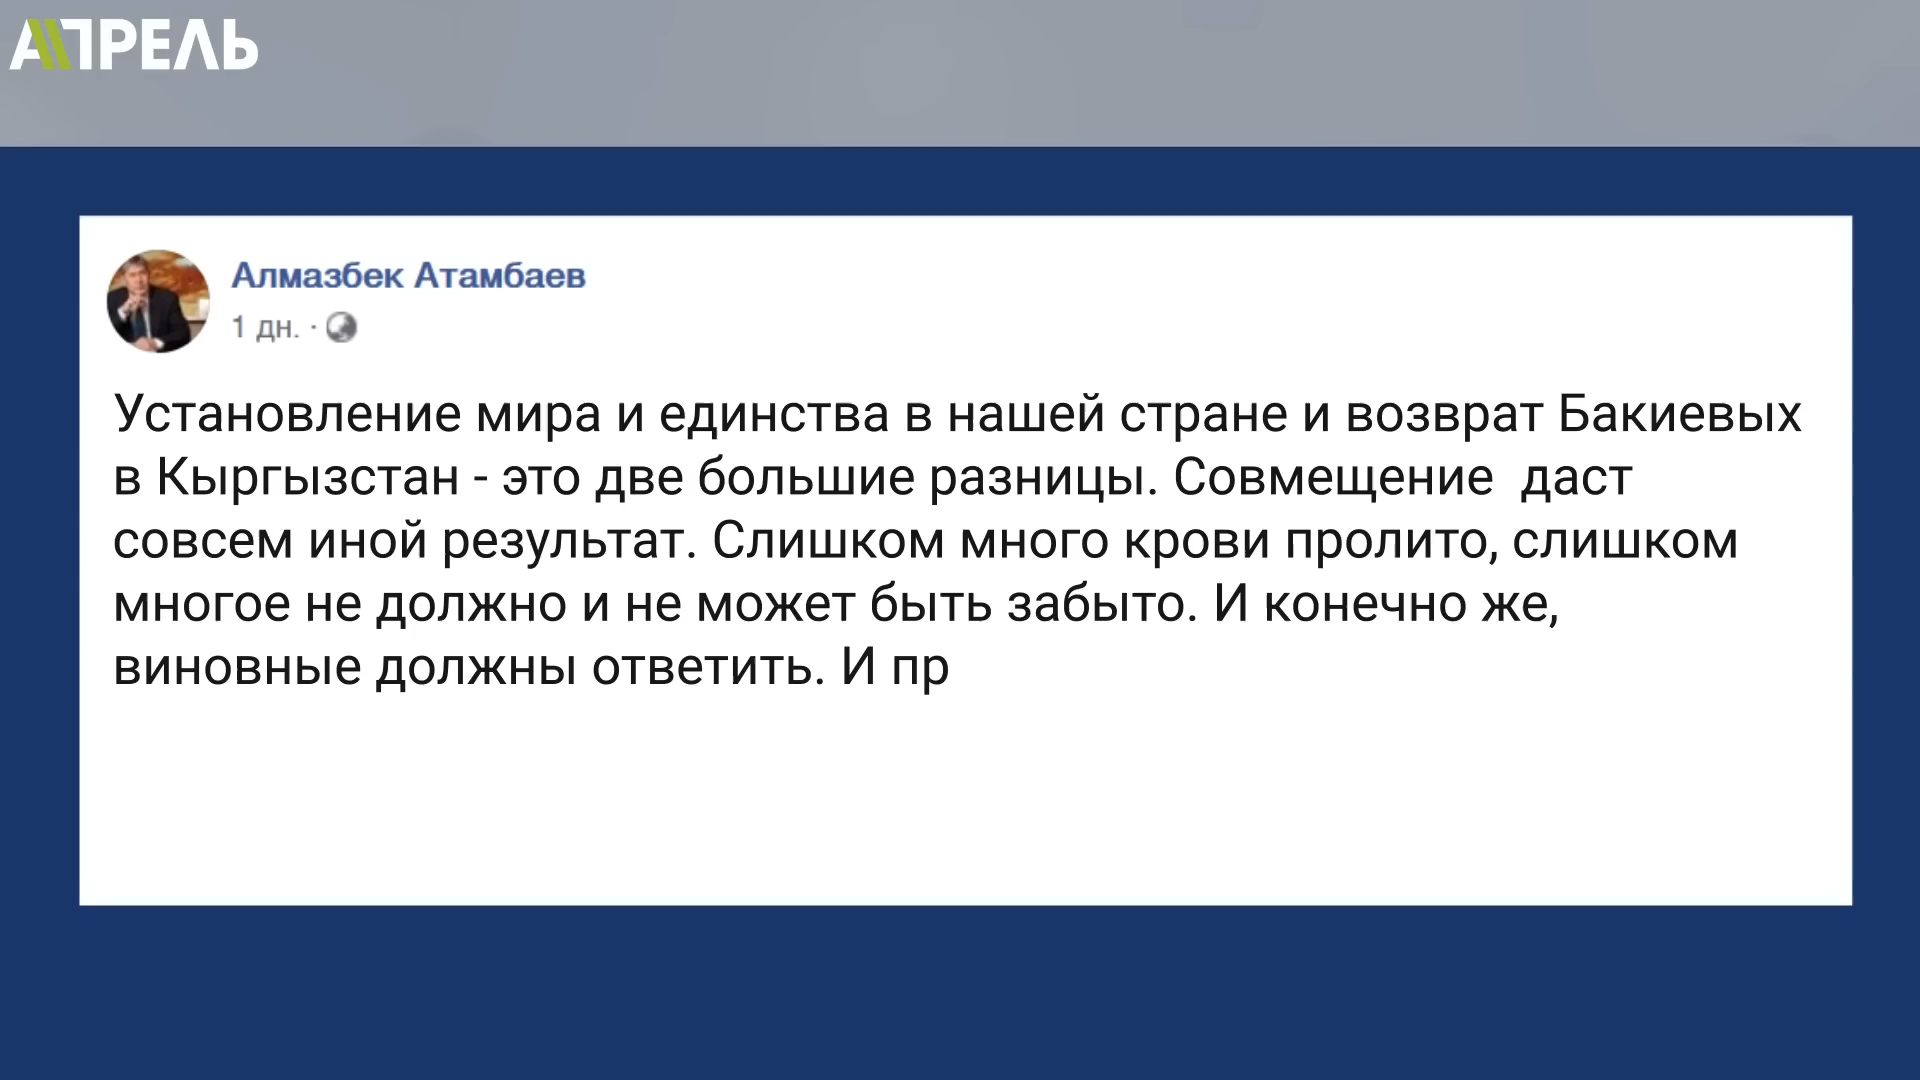 АПРЕЛЬ
Алмазбек Атамбаев
1 дн. ·
Установление мира и единства в нашей стране и возврат Бакиевых
в Кыргызстан - это две большие разницы. Совмещение  даст
совсем иной результат. Слишком много крови пролито, слишком
многое не должно и не может быть забыто. И конечно же,
виновные должны ответить. И пр